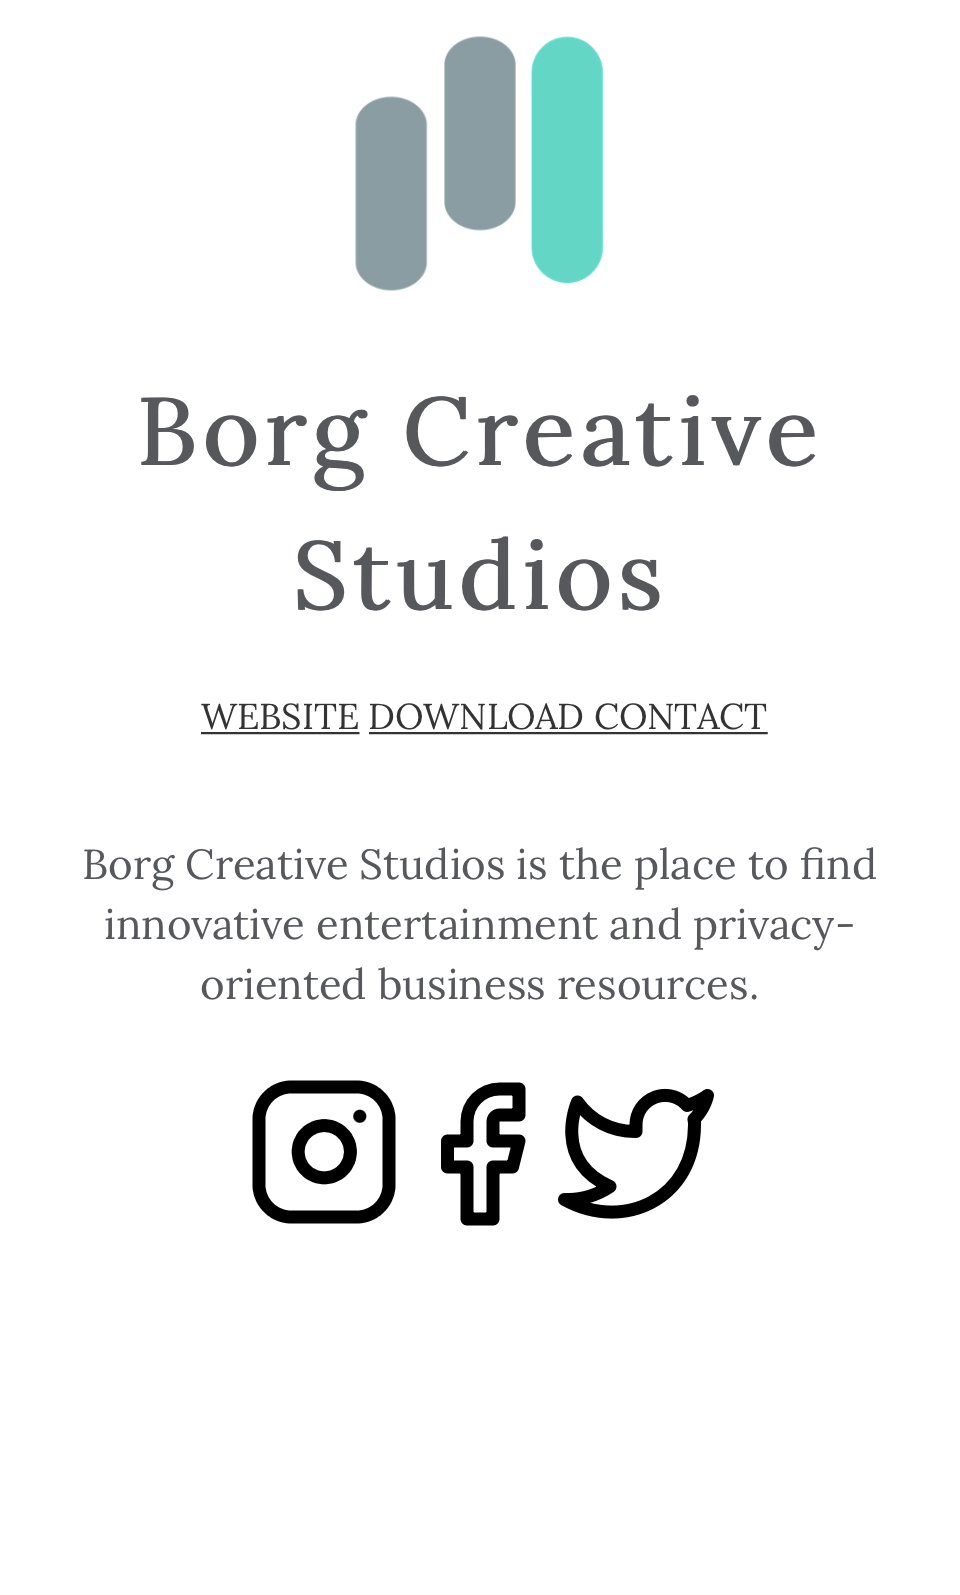 Borg Creative
Studios
WEBSITE DOWNLOAD CONTACT
Borg Creative Studios is the place to find
innovative entertainment and privacy-
oriented business resources.